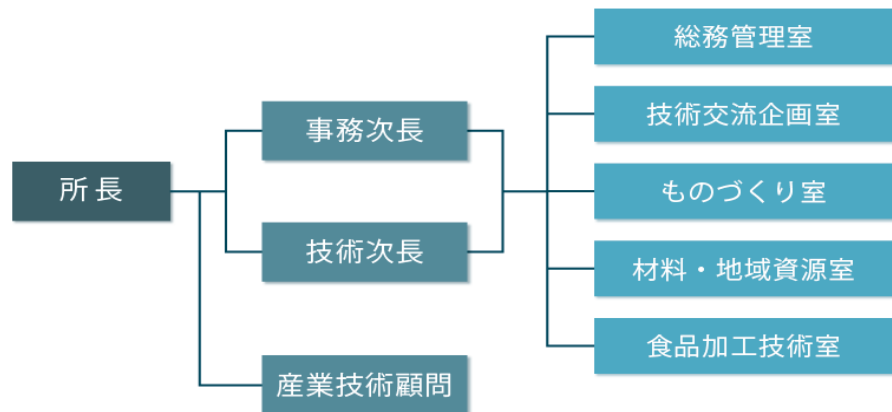 所長
事務次長
技術次長
産業技術顧問
総務管理室
技術交流企画室
ものづくり室
材料・地域資源室
食品加工技術室